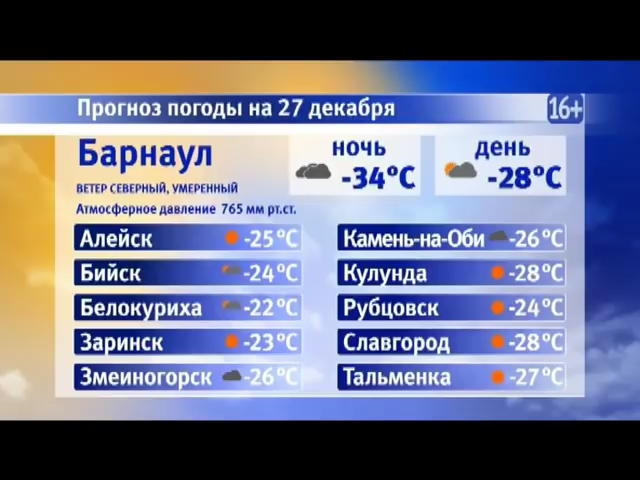 Прогноз погоды на 27 декабря 16+
Барнаул
ночь -34°C
день -28°C
ВЕТЕР СЕВЕРНЫЙ, УМЕРЕННЫЙ
Атмосферное давление 765 мм рт.ст.
Алейск -25°C
Бийск -24°C
Белокуриха -22°C
Заринск -23°C
Змеиногорск -26°C
Камень-на-Оби -26°C
Кулунда -28°C
Рубцовск -24°C
Славгород -28°C
Тальменка -27°C